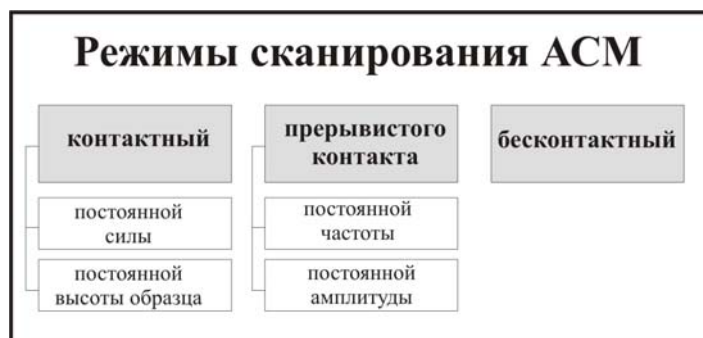 Режимы сканирования АСМ
контактный
постоянной
силы
постоянной
высоты образца
прерывистого
контакта
постоянной
частоты
постоянной
амплитуды
бесконтактный